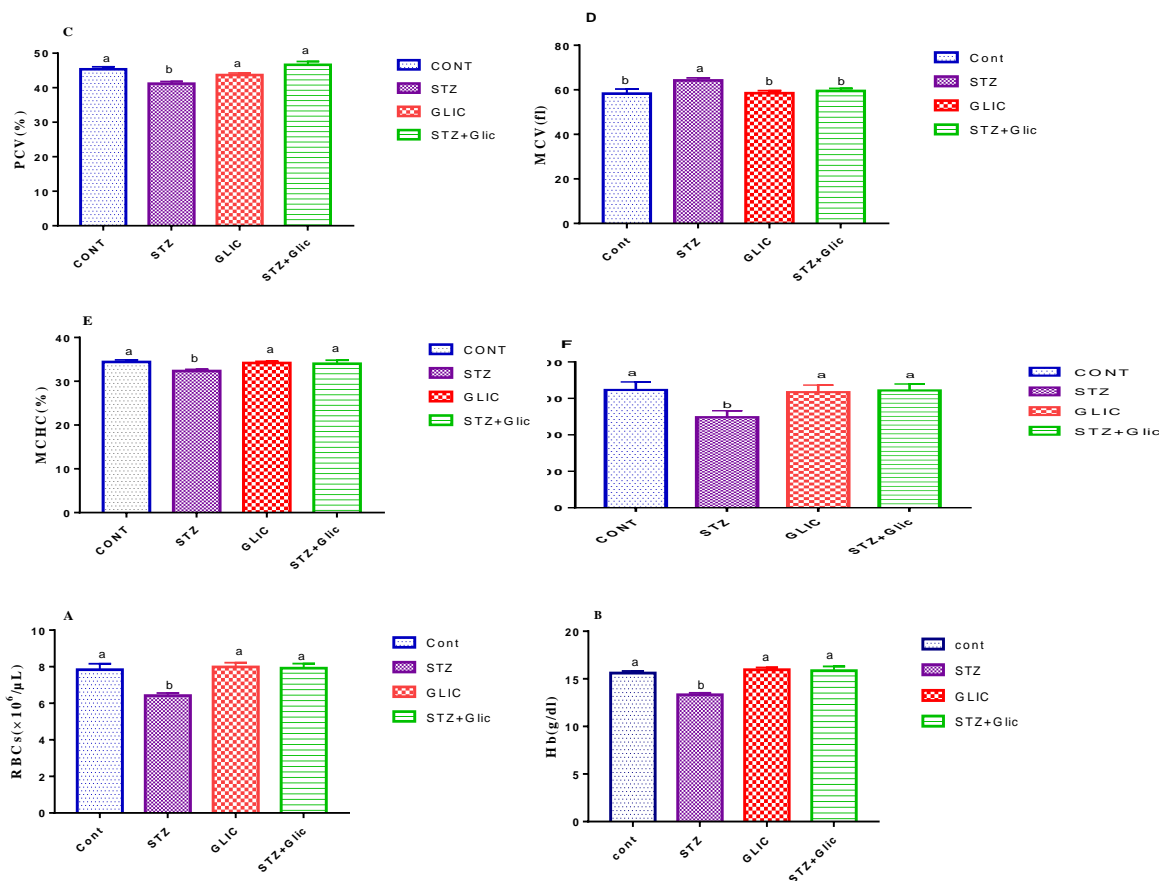 C
PCV(%)
50
40
30
20
10
0
a
b
a
a
CONT
STZ
GLIC
STZ+Glic
CONT
STZ
GLIC
STZ+Glic
D
MCV(fl)
80
60
40
20
0
b
a
b
b
Cont
STZ
GLIC
STZ+Glic
Cont
STZ
GLIC
STZ+Glic
E
MCHC(%)
40
30
20
10
0
a
b
a
a
CONT
STZ
GLIC
STZ+Glic
CONT
STZ
GLIC
STZ+Glic
F
a
b
a
a
CONT
STZ
GLIC
STZ+Glic
CONT
STZ
GLIC
STZ+Glic
A
RBCs(×10⁶/µL)
10
8
6
4
2
0
a
b
a
a
Cont
STZ
GLIC
STZ+Glic
Cont
STZ
GLIC
STZ+Glic
B
Hb(g/dl)
20
15
10
5
0
a
b
a
a
cont
STZ
GLIC
STZ+Glic
cont
STZ
GLIC
STZ+Glic